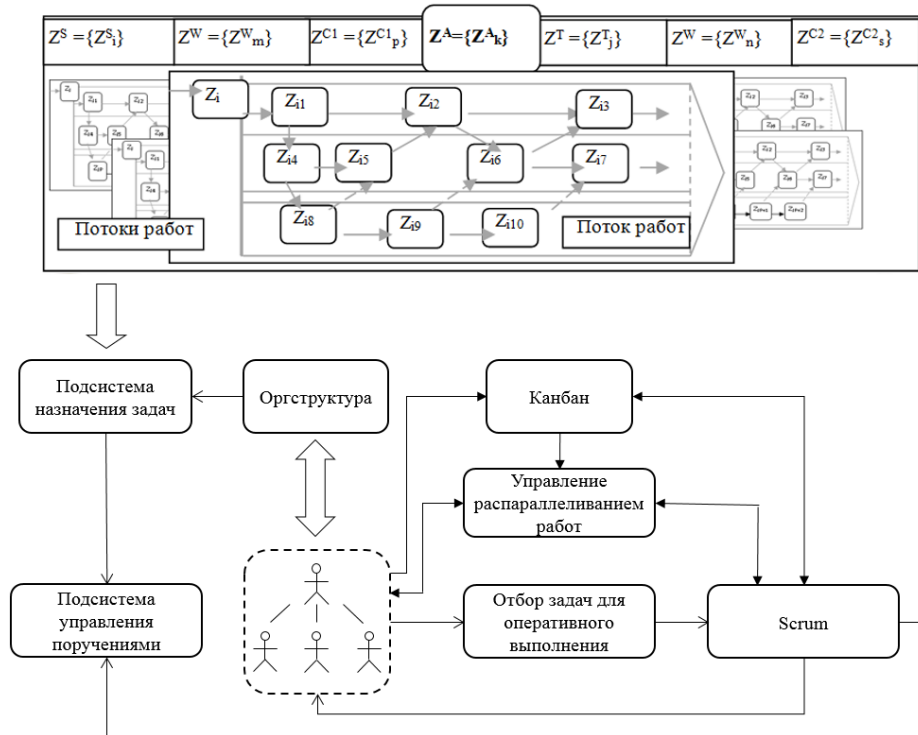 Z^S = {Z^S_i}
Z^W = {Z^W_m}
Z^C1 = {Z^C1_p}
Z^A={Z^A_k}
Z^T = {Z^T_j}
Z^W = {Z^W_n}
Z^C2 = {Z^C2_s}
Z_i
Z_i1
Z_i2
Z_i3
Z_i4
Z_i5
Z_i6
Z_i7
Z_i8
Z_i9
Z_i10
Потоки работ
Поток работ
Подсистема
назначения задач
Оргструктура
Канбан
Управление
распараллеливанием
работ
Подсистема
управления
поручениями
Отбор задач для
оперативного
выполнения
Scrum